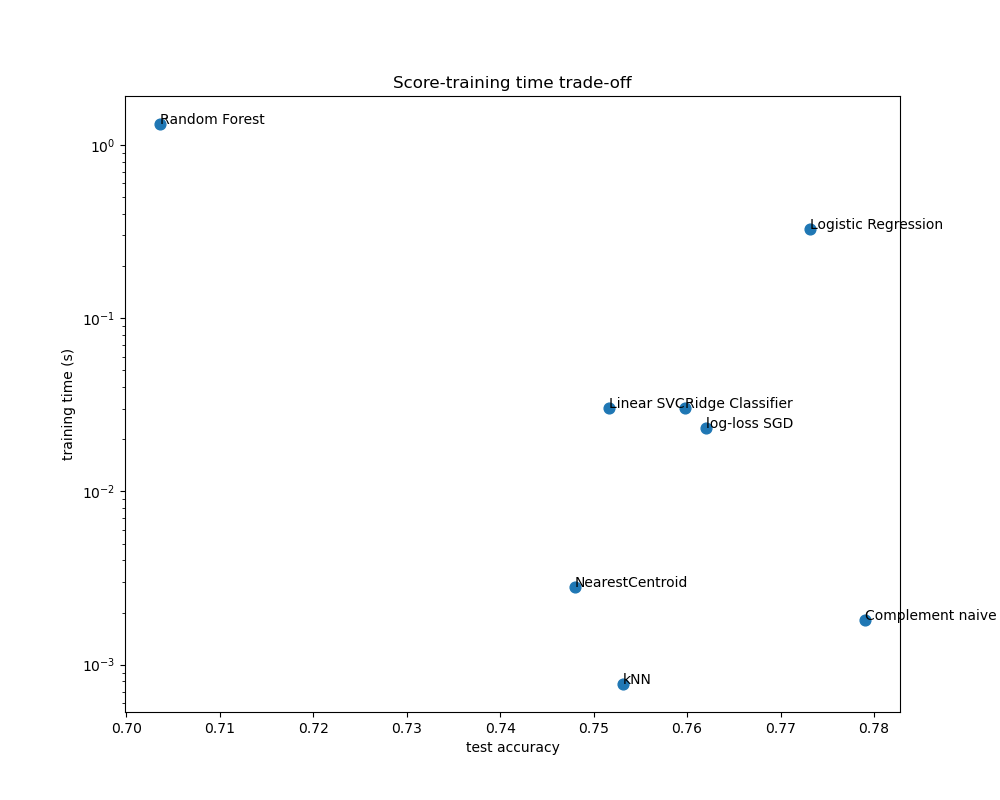 Score-training time trade-off
Random Forest
Logistic Regression
Linear SVC
Ridge Classifier
log-loss SGD
NearestCentroid
Complement naive
kNN
training time (s)
10⁰
10⁻¹
10⁻²
10⁻³
0.70 0.71 0.72 0.73 0.74 0.75 0.76 0.77 0.78
test accuracy